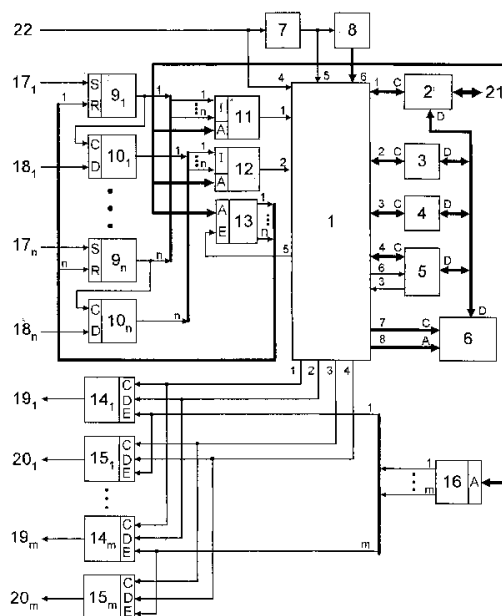 22 7 8
4 5 6
17₁ S R 9₁ 1 1 I n A 11 1 1 C 2 21
D
C D 10₁ 1 1 I n A 12 2 2 C 3 D
18₁
A E 13 1 n 1 3 C 4 D
17ₙ S R 9ₙ n n 5 4 C 5 D
6
3
C D 10ₙ n D
18ₙ 7 C 6
8 A
1 2 3 4
19₁ 14₁ C D E 1
20₁ 15₁ C D E 1 16 A
m
19ₘ 14ₘ C D E m
20ₘ 15ₘ C D E